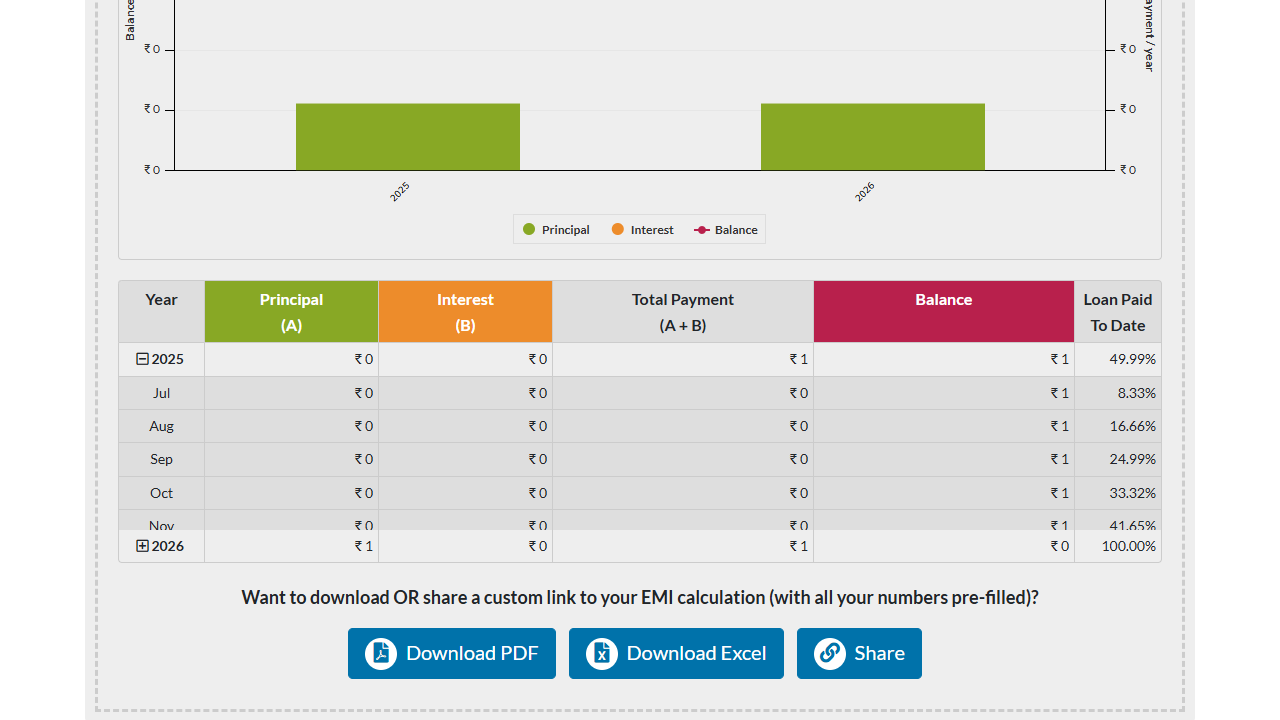 Balance
₹ 0
₹ 0
₹ 0
ayment / year
₹ 0
₹ 0
₹ 0
2025
2026
Principal
Interest
Balance
Year Principal (A) Interest (B) Total Payment (A + B) Balance Loan Paid To Date
2025 ₹ 0 ₹ 0 ₹ 1 ₹ 1 49.99%
Jul ₹ 0 ₹ 0 ₹ 0 ₹ 1 8.33%
Aug ₹ 0 ₹ 0 ₹ 0 ₹ 1 16.66%
Sep ₹ 0 ₹ 0 ₹ 0 ₹ 1 24.99%
Oct ₹ 0 ₹ 0 ₹ 0 ₹ 1 33.32%
Nov ₹ 0 ₹ 0 ₹ 0 ₹ 1 41.65%
2026 ₹ 1 ₹ 0 ₹ 1 ₹ 0 100.00%
Want to download OR share a custom link to your EMI calculation (with all your numbers pre-filled)?
Download PDF
Download Excel
Share